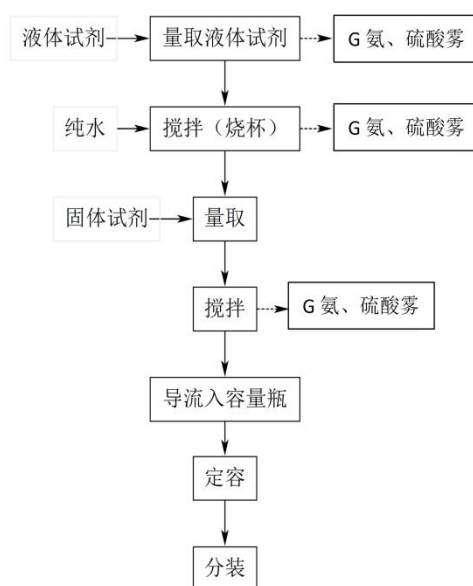 液体试剂 量取液体试剂 G 氨、硫酸雾
纯水 搅拌（烧杯） G 氨、硫酸雾
固体试剂 量取
搅拌 G 氨、硫酸雾
导流入容量瓶
定容
分装